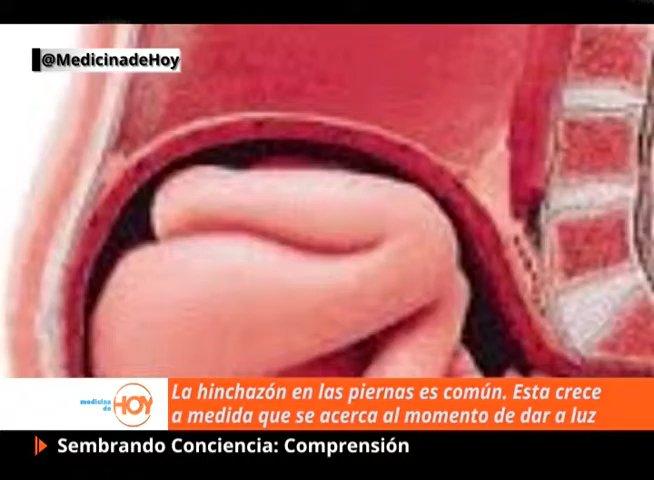 @MedicinadeHoy
La hinchazón en las piernas es común. Esta crece
a medida que se acerca al momento de dar a luz
medicina
de
HOY
Sembrando Conciencia: Comprensión